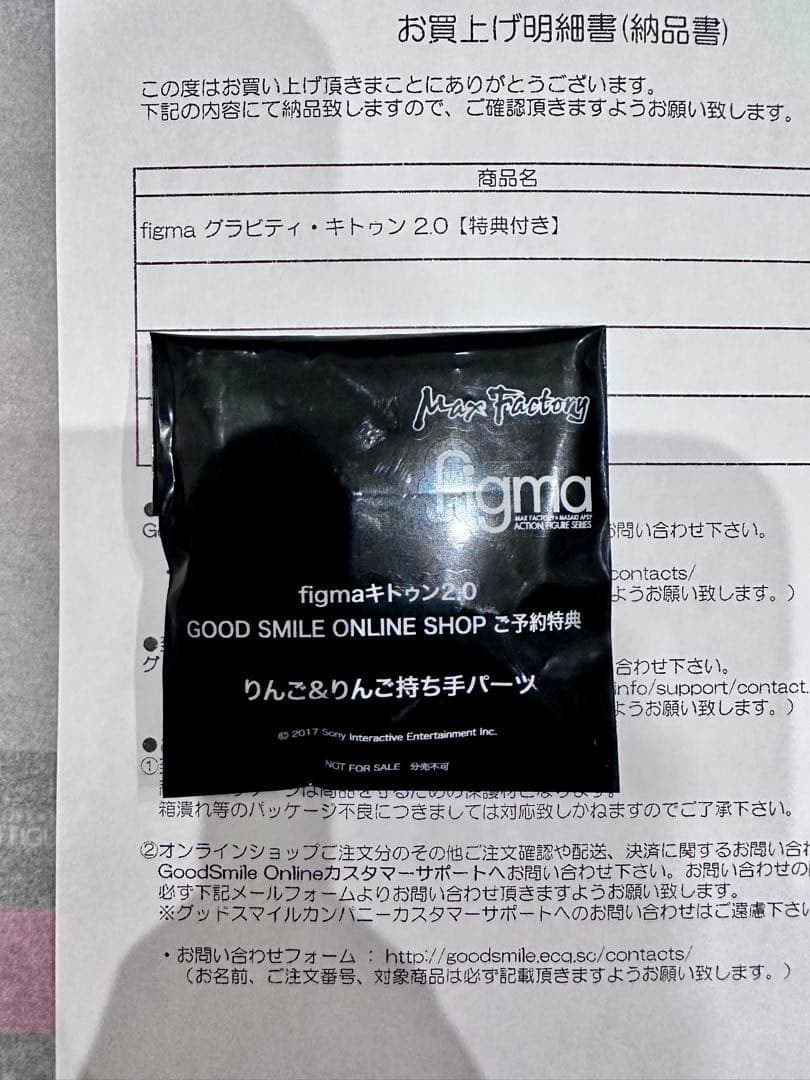 お買上げ明細書(納品書)
この度はお買い上げ頂きまことにありがとうございます。
下記の内容にて納品致しますので、ご確認頂きますようお願い致します。
商品名
figma グラビティ・キトゥン 2.0【特典付き】
Max Factory
figma
MAX FACTORY × MASAKI APSY
ACTION FIGURE SERIES
figmaキトゥン2.0
GOOD SMILE ONLINE SHOP ご予約特典
りんご&りんご持ち手パーツ
© 2017 Sony Interactive Entertainment Inc.
NOT FOR SALE 分売不可
お問い合わせ下さい。
contacts/
ようお願い致します。)
グ
合わせ下さい。
info/support/contact.
ようお願い致します。)
①
は商品を守るための保護材となります。
箱潰れ等のパッケージ不良につきましては対応致しかねますのでご了承下さい。
②オンラインショップご注文分のその他ご注文確認や配送、決済に関するお問い合わ
GoodSmile Onlineカスタマーサポートへお問い合わせ下さい。お問い合わせの
必ず下記メールフォームよりお問い合わせ頂きますようお願い致します。
※グッドスマイルカンパニーカスタマーサポートへのお問い合わせはご遠慮下さい
・お問い合わせフォーム : http://goodsmile.ecq.sc/contacts/
(お名前、ご注文番号、対象商品は必ず記載頂きますようお願い致します。)